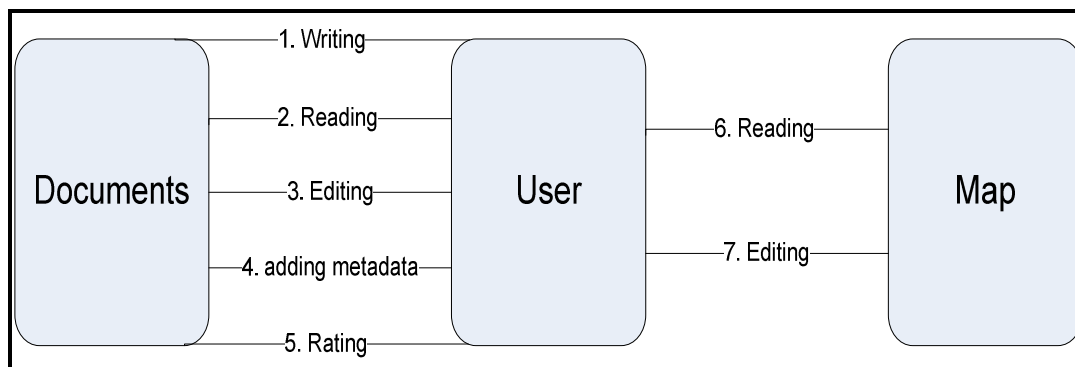 1. Writing
2. Reading
6. Reading
Documents
3. Editing
User
Map
7. Editing
4. adding metadata
5. Rating